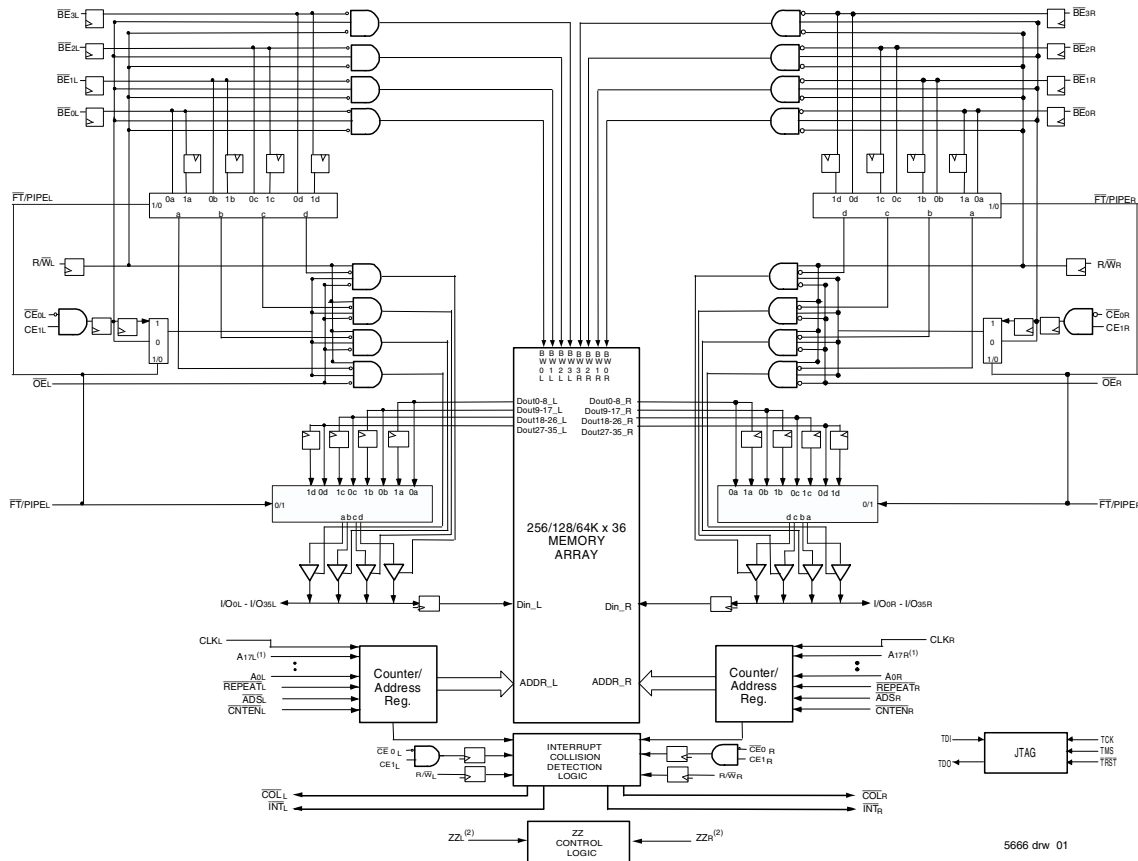 BE3L
BE3R
BE2L
BE2R
BE1L
BE1R
BE0L
BE0R
FT/PIPEL
1/0
0a 1a 0b 1b 0c 1c 0d 1d
a b c d
1d 0d 1c 0c 1b 0b 1a 0a
1/0
d c b a
FT/PIPER
R/WL
R/WR
CE0L
CE1L
1
0
1/0
1
0
1/0
CE0R
CE1R
OEL
OER
BW0L BW1L BW2L BW3L BW3R BW2R BW1R BW0R
Dout0-8_L
Dout9-17_L
Dout18-26_L
Dout27-35_L
Dout0-8_R
Dout9-17_R
Dout18-26_R
Dout27-35_R
FT/PIPEL
0/1
1d 0d 1c 0c 1b 0b 1a 0a
a b c d
0a 1a 0b 1b 0c 1c 0d 1d
0/1
d c b a
FT/PIPER
256/128/64K x 36
MEMORY
ARRAY
I/O0L - I/O35L
Din_L
Din_R
I/O0R - I/O35R
CLKL
A17L(1)
A0L
REPEATL
ADSL
CNTENL
Counter/
Address
Reg.
ADDR_L
ADDR_R
Counter/
Address
Reg.
CLKR
A17R(1)
A0R
REPEATR
ADSR
CNTENR
CE0L
CE1L
R/WL
INTERRUPT
COLLISION
DETECTION
LOGIC
CE0R
CE1R
R/WR
COLL
INTL
COLR
INTR
TDI
TDO
JTAG
TCK
TMS
TRST
ZZL(2)
ZZ
CONTROL
LOGIC
ZZR(2)
5666 drw 01